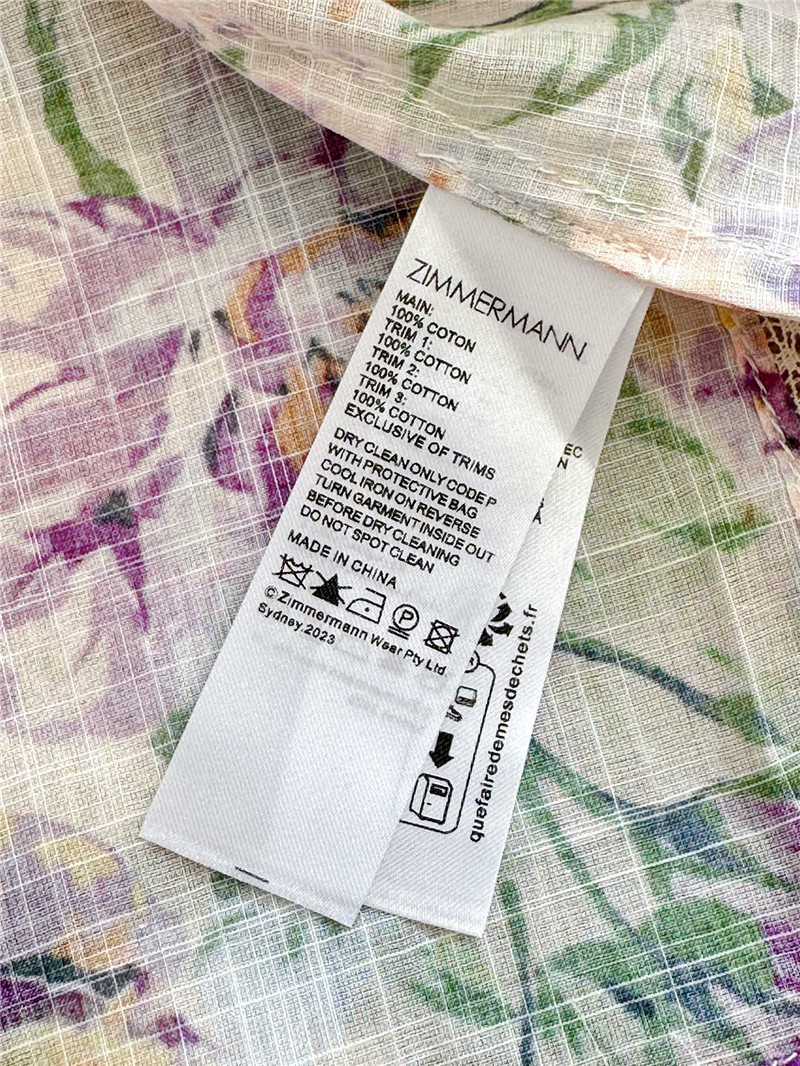 ZIMMERMANN
MAIN:
100% COTON
TRIM 1:
100% COTTON
TRIM 2:
100% COTTON
TRIM 3:
100% COTTON
EXCLUSIVE OF TRIMS
DRY CLEAN ONLY CODE P
WITH PROTECTIVE BAG
COOL IRON ON REVERSE
TURN GARMENT INSIDE OUT
BEFORE DRY CLEANING
DO NOT SPOT CLEAN
MADE IN CHINA
P
©Zimmermann Wear Pty Ltd
Sydney.2023
EC
N
A
quefairedemesdechets.fr